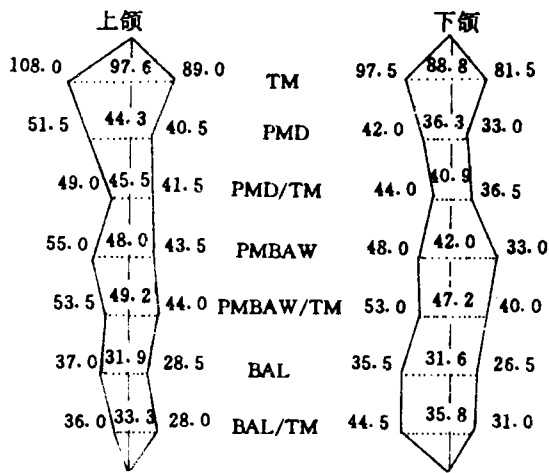 上颌 下颌
108.0 97.6 89.0 TM 97.5 88.8 81.5
51.5 44.3 40.5 PMD 42.0 36.3 33.0
49.0 45.5 41.5 PMD/TM 44.0 40.9 36.5
55.0 48.0 43.5 PMBAW 48.0 42.0 33.0
53.5 49.2 44.0 PMBAW/TM 53.0 47.2 40.0
37.0 31.9 28.5 BAL 35.5 31.6 26.5
36.0 33.3 28.0 BAL/TM 44.5 35.8 31.0